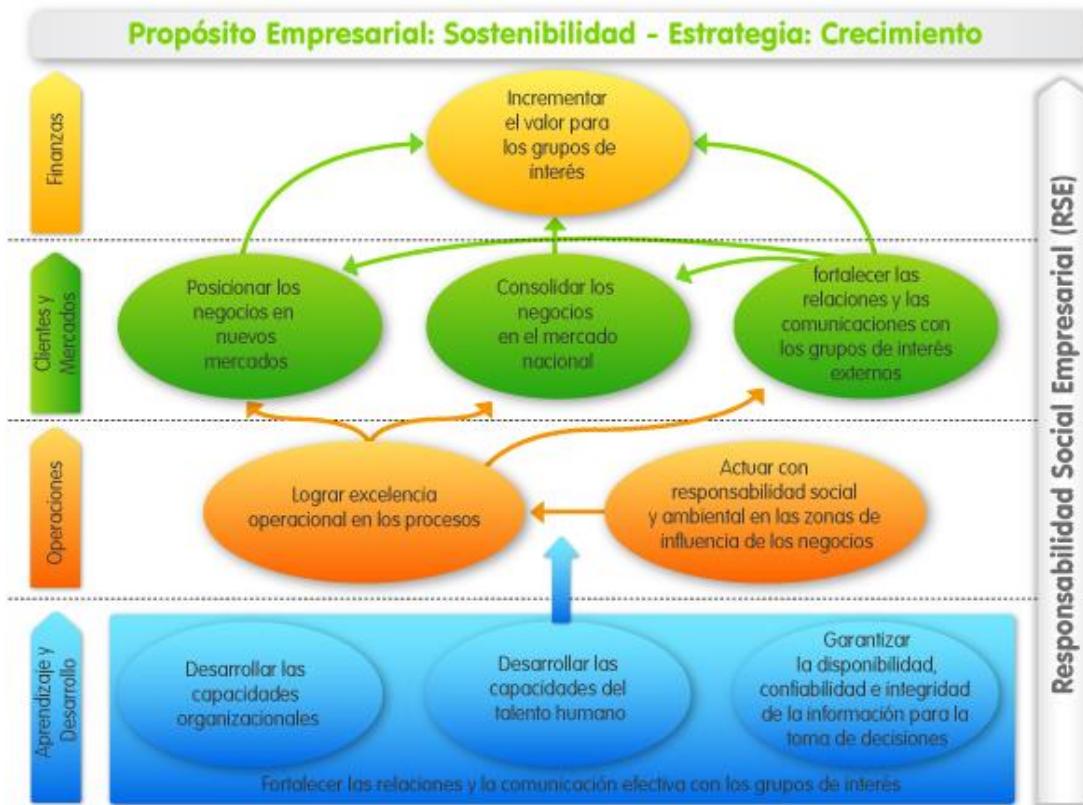 Propósito Empresarial: Sostenibilidad - Estrategia: Crecimiento
Finanzas
Incrementar
el valor para
los grupos de
interés
Clientes y
Mercados
Posicionar los
negocios en
nuevos
mercados
Consolidar los
negocios
en el mercado
nacional
fortalecer las
relaciones y las
comunicaciones con
los grupos de interés
externos
Operaciones
Lograr excelencia
operacional en los procesos
Actuar con
responsabilidad social
y ambiental en las zonas de
influencia de los negocios
Aprendizaje y
Desarrollo
Desarrollar las
capacidades
organizacionales
Desarrollar las
capacidades del
talento humano
Garantizar
la disponibilidad,
confiabilidad e integridad
de la información para la
toma de decisiones
Fortalecer las relaciones y la comunicación efectiva con los grupos de interés
Responsabilidad Social Empresarial (RSE)